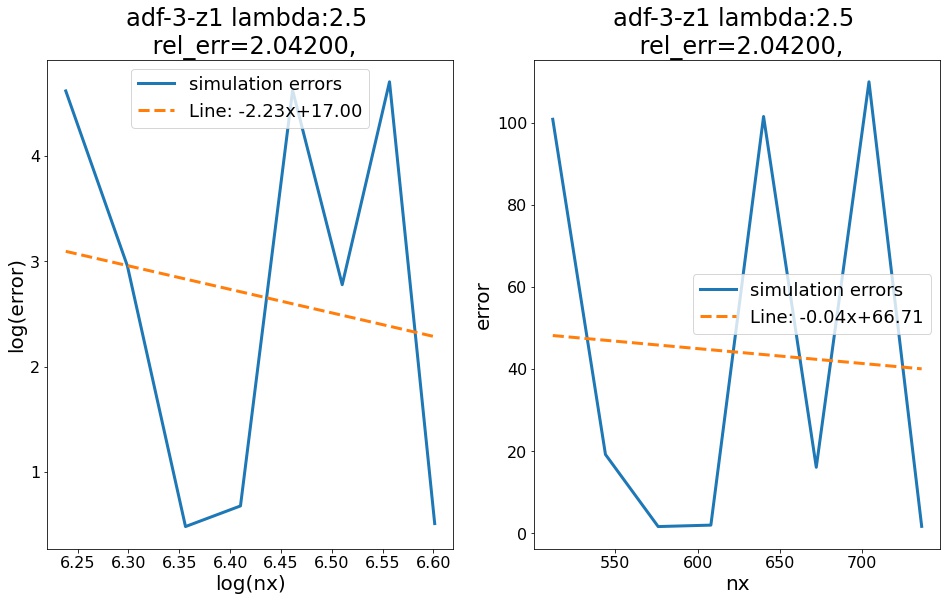 adf-3-z1 lambda:2.5
rel_err=2.04200,
simulation errors
Line: -2.23x+17.00
log(error)
4
3
2
1
6.25 6.30 6.35 6.40 6.45 6.50 6.55 6.60
log(nx)
adf-3-z1 lambda:2.5
rel_err=2.04200,
simulation errors
Line: -0.04x+66.71
error
100
80
60
40
20
0
550 600 650 700
nx